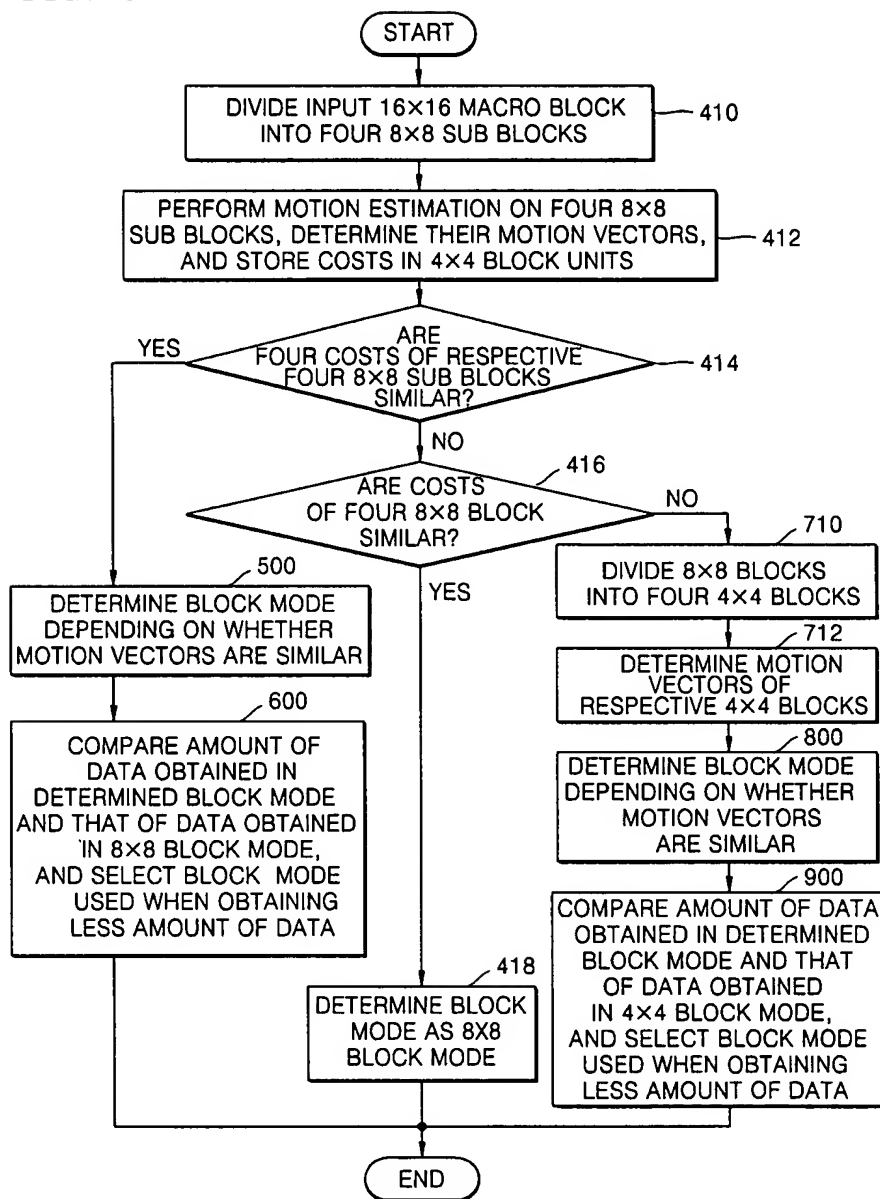 START
DIVIDE INPUT 16×16 MACRO BLOCK
INTO FOUR 8×8 SUB BLOCKS
410
PERFORM MOTION ESTIMATION ON FOUR 8×8
SUB BLOCKS, DETERMINE THEIR MOTION VECTORS,
AND STORE COSTS IN 4×4 BLOCK UNITS
412
ARE
FOUR COSTS OF RESPECTIVE
FOUR 8×8 SUB BLOCKS
SIMILAR?
414
YES
NO
ARE COSTS
OF FOUR 8×8 BLOCK
SIMILAR?
416
NO
YES
500
DETERMINE BLOCK MODE
DEPENDING ON WHETHER
MOTION VECTORS ARE SIMILAR
600
COMPARE AMOUNT OF
DATA OBTAINED IN
DETERMINED BLOCK MODE
AND THAT OF DATA OBTAINED
IN 8×8 BLOCK MODE,
AND SELECT BLOCK MODE
USED WHEN OBTAINING
LESS AMOUNT OF DATA
418
DETERMINE BLOCK
MODE AS 8X8
BLOCK MODE
710
DIVIDE 8×8 BLOCKS
INTO FOUR 4×4 BLOCKS
712
DETERMINE MOTION
VECTORS OF
RESPECTIVE 4×4 BLOCKS
800
DETERMINE BLOCK MODE
DEPENDING ON WHETHER
MOTION VECTORS
ARE SIMILAR
900
COMPARE AMOUNT OF DATA
OBTAINED IN DETERMINED
BLOCK MODE AND THAT
OF DATA OBTAINED
IN 4×4 BLOCK MODE,
AND SELECT BLOCK MODE
USED WHEN OBTAINING
LESS AMOUNT OF DATA
END